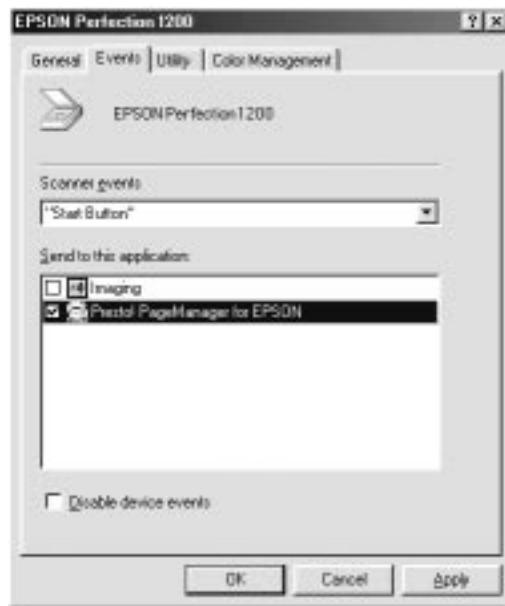 EPSON Perfection 1200
General Events Utility Color Management
EPSON Perfection 1200
Scanner events
"Start Button"
Send to this application:
Imaging
Presto! PageManager for EPSON
Disable device events
OK Cancel Apply